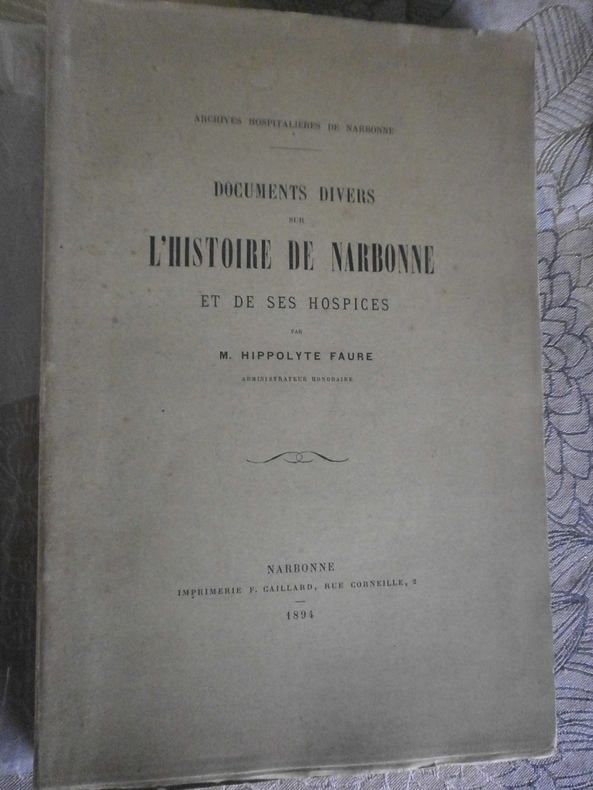 ARCHIVES HOSPITALIÈRES DE NARBONNE
DOCUMENTS DIVERS
SUR
L'HISTOIRE DE NARBONNE
ET DE SES HOSPICES
PAR
M. HIPPOLYTE FAURE
ADMINISTRATEUR HONORAIRE
NARBONNE
IMPRIMERIE F. CAILLARD, RUE CORNEILLE, 2
1894